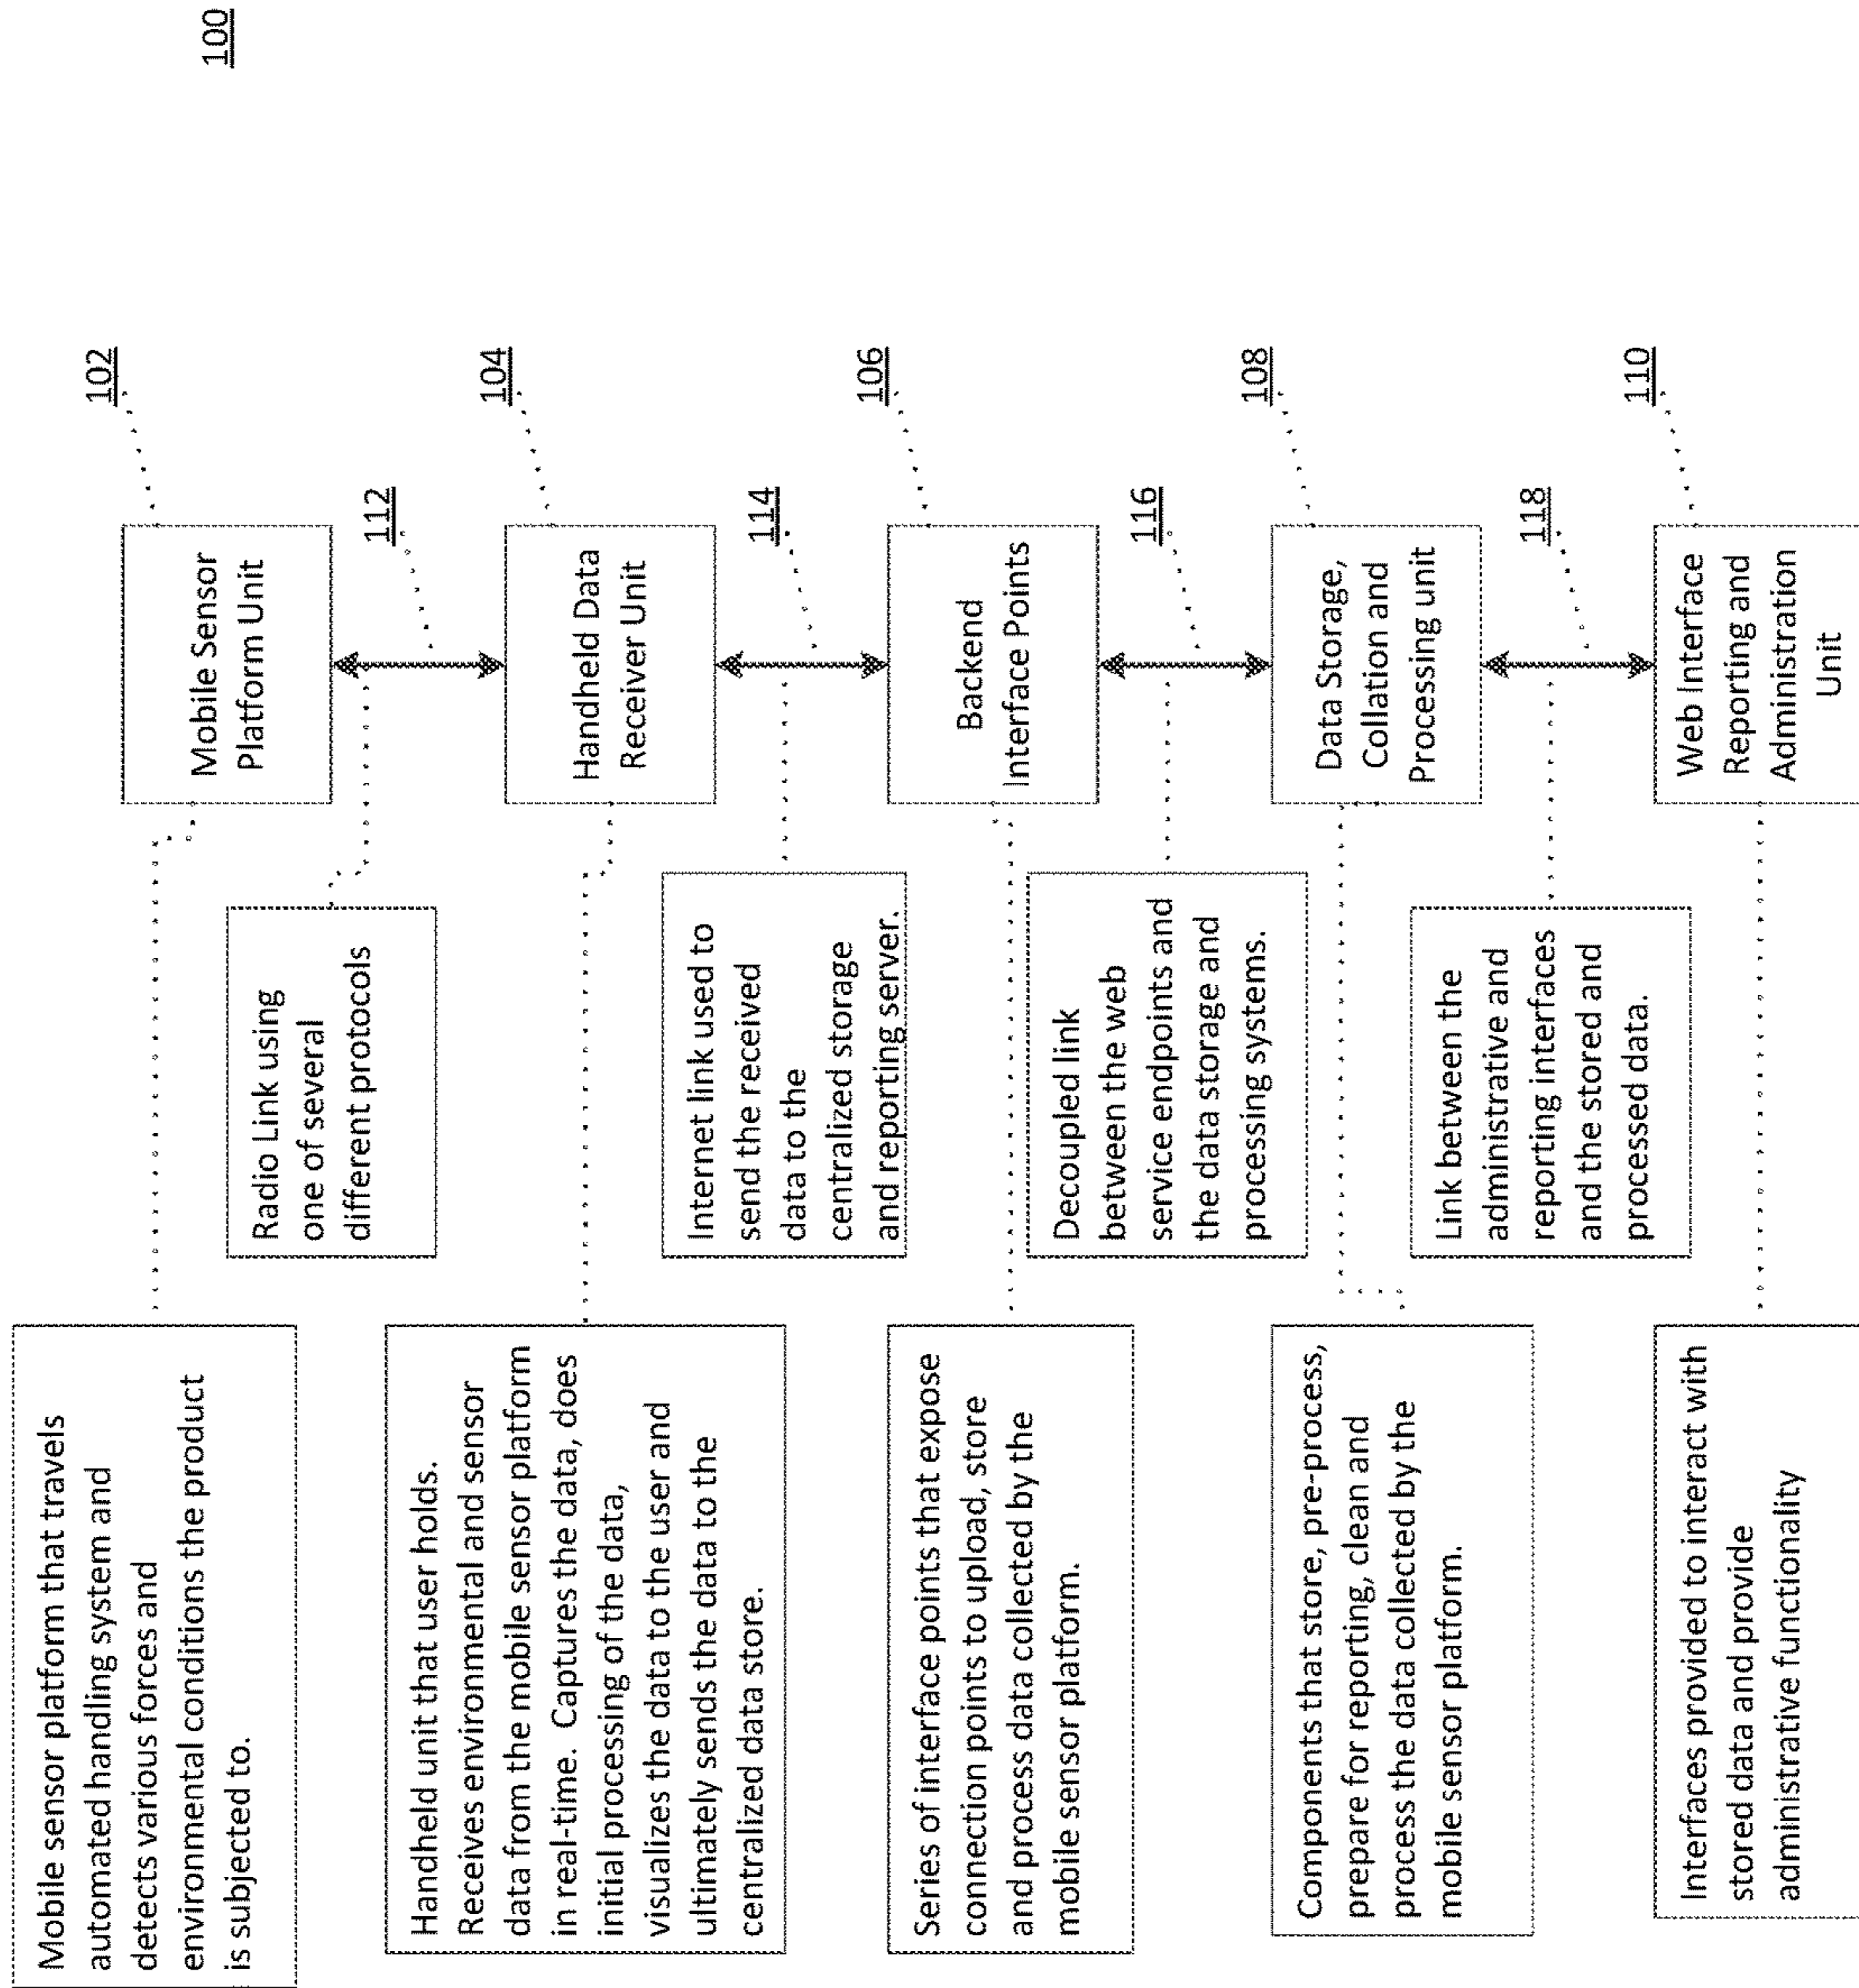 100
Mobile sensor platform that travels
automated handling system and
detects various forces and
environmental conditions the product
is subjected to.
Mobile Sensor
Platform Unit
102
Radio Link using
one of several
different protocols
112
Handheld unit that user holds.
Receives environmental and sensor
data from the mobile sensor platform
in real-time. Captures the data, does
initial processing of the data,
visualizes the data to the user and
ultimately sends the data to the
centralized data store.
Handheld Data
Receiver Unit
104
Internet link used to
send the received
data to the
centralized storage
and reporting server.
114
Series of interface points that expose
connection points to upload, store
and process data collected by the
mobile sensor platform.
Backend
Interface Points
106
Decoupled link
between the web
service endpoints and
the data storage and
processing systems.
116
Components that store, pre-process,
prepare for reporting, clean and
process the data collected by the
mobile sensor platform.
Data Storage,
Collation and
Processing unit
108
Link between the
administrative and
reporting interfaces
and the stored and
processed data.
118
Interfaces provided to interact with
stored data and provide
administrative functionality
Web Interface
Reporting and
Administration
Unit
110